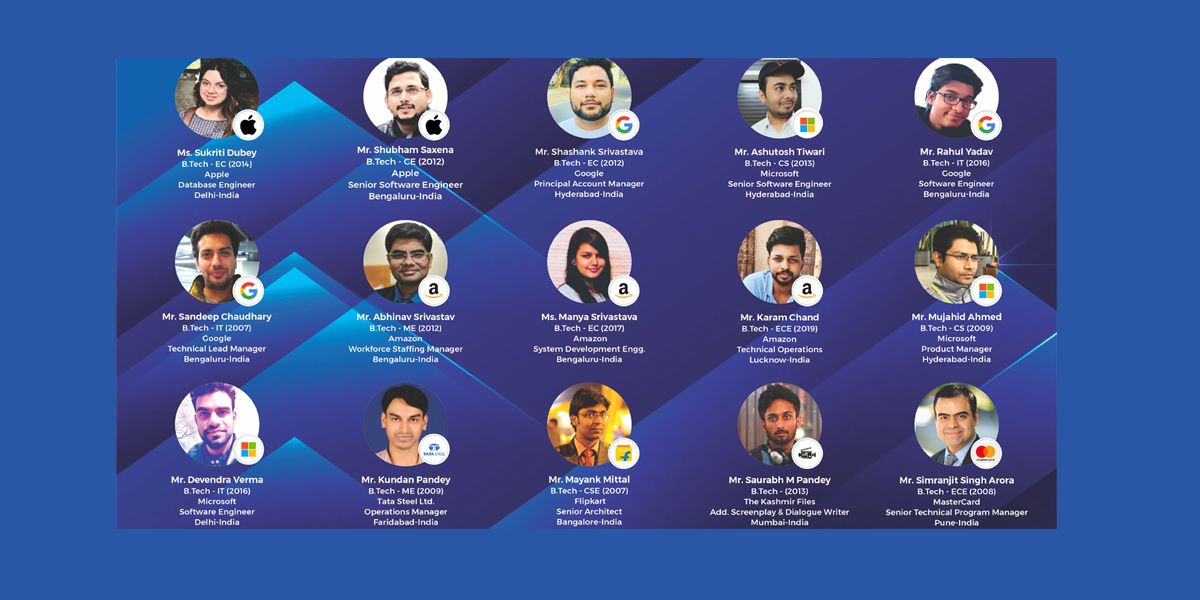 Ms. Sukriti Dubey
B.Tech - EC (2014)
Apple
Database Engineer
Delhi-India
Mr. Shubham Saxena
B.Tech - CE (2012)
Apple
Senior Software Engineer
Bengaluru-India
Mr. Shashank Srivastava
B.Tech - EC (2012)
Google
Principal Account Manager
Hyderabad-India
Mr. Ashutosh Tiwari
B.Tech - CS (2013)
Microsoft
Senior Software Engineer
Hyderabad-India
Mr. Rahul Yadav
B.Tech - IT (2016)
Google
Software Engineer
Bengaluru-India
G
G
Mr. Sandeep Chaudhary
B.Tech - IT (2007)
Google
Technical Lead Manager
Bengaluru-India
G
Mr. Abhinav Srivastav
B.Tech - ME (2012)
Amazon
Workforce Staffing Manager
Bengaluru-India
a
Ms. Manya Srivastava
B.Tech - EC (2017)
Amazon
System Development Engg.
Bengaluru-India
a
Mr. Karam Chand
B.Tech - ECE (2019)
Amazon
Technical Operations
Lucknow-India
a
Mr. Mujahid Ahmed
B.Tech - CS (2009)
Microsoft
Product Manager
Hyderabad-India
Mr. Devendra Verma
B.Tech - IT (2016)
Microsoft
Software Engineer
Delhi-India
TATA STEEL
Mr. Kundan Pandey
B.Tech - ME (2009)
Tata Steel Ltd.
Operations Manager
Faridabad-India
f
Mr. Mayank Mittal
B.Tech - CSE (2007)
Flipkart
Senior Architect
Bangalore-India
Mr. Saurabh M Pandey
B.Tech - (2013)
The Kashmir Files
Add. Screenplay & Dialogue Writer
Mumbai-India
mastercard
Mr. Simranjit Singh Arora
B.Tech - ECE (2008)
MasterCard
Senior Technical Program Manager
Pune-India